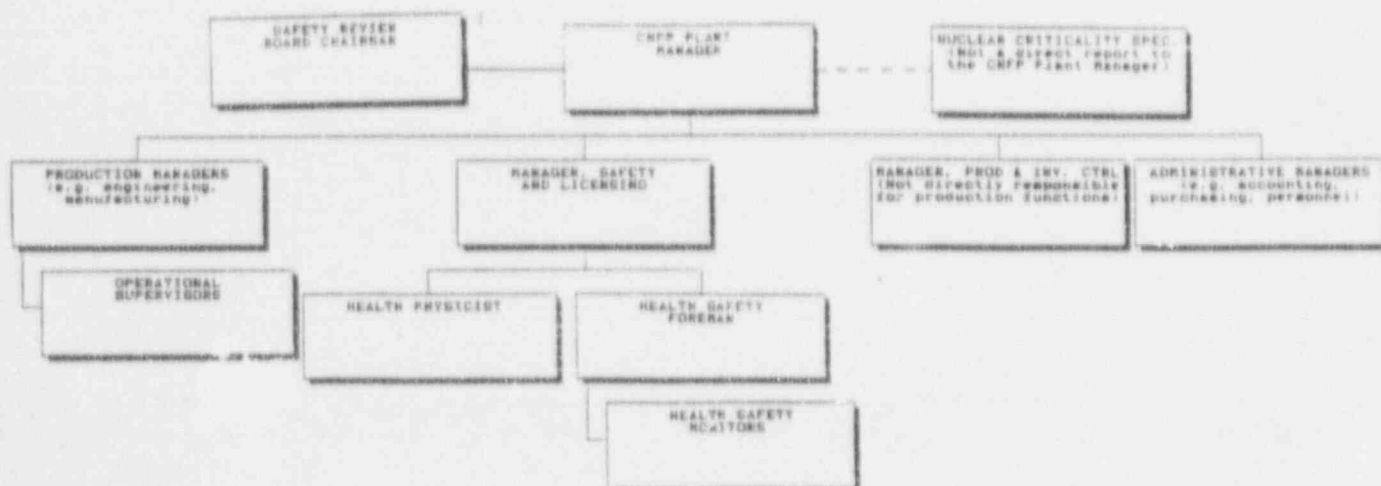 SAFETY REVIEW
BOARD CHAIRMAN
CNFP PLANT
MANAGER
NUCLEAR CRITICALITY SPEC.
(Not a direct report to
the CNFP Plant Manager)
PRODUCTION MANAGERS
(e.g. engineering,
manufacturing)
MANAGER, SAFETY
AND LICENSING
MANAGER, PROD & INV. CTRL
(Not directly responsible
for production functions)
ADMINISTRATIVE MANAGERS
(e.g. accounting,
purchasing, personnel)
OPERATIONAL
SUPERVISORS
HEALTH PHYSICIST
HEALTH SAFETY
FOREMAN
HEALTH SAFETY
MONITORS